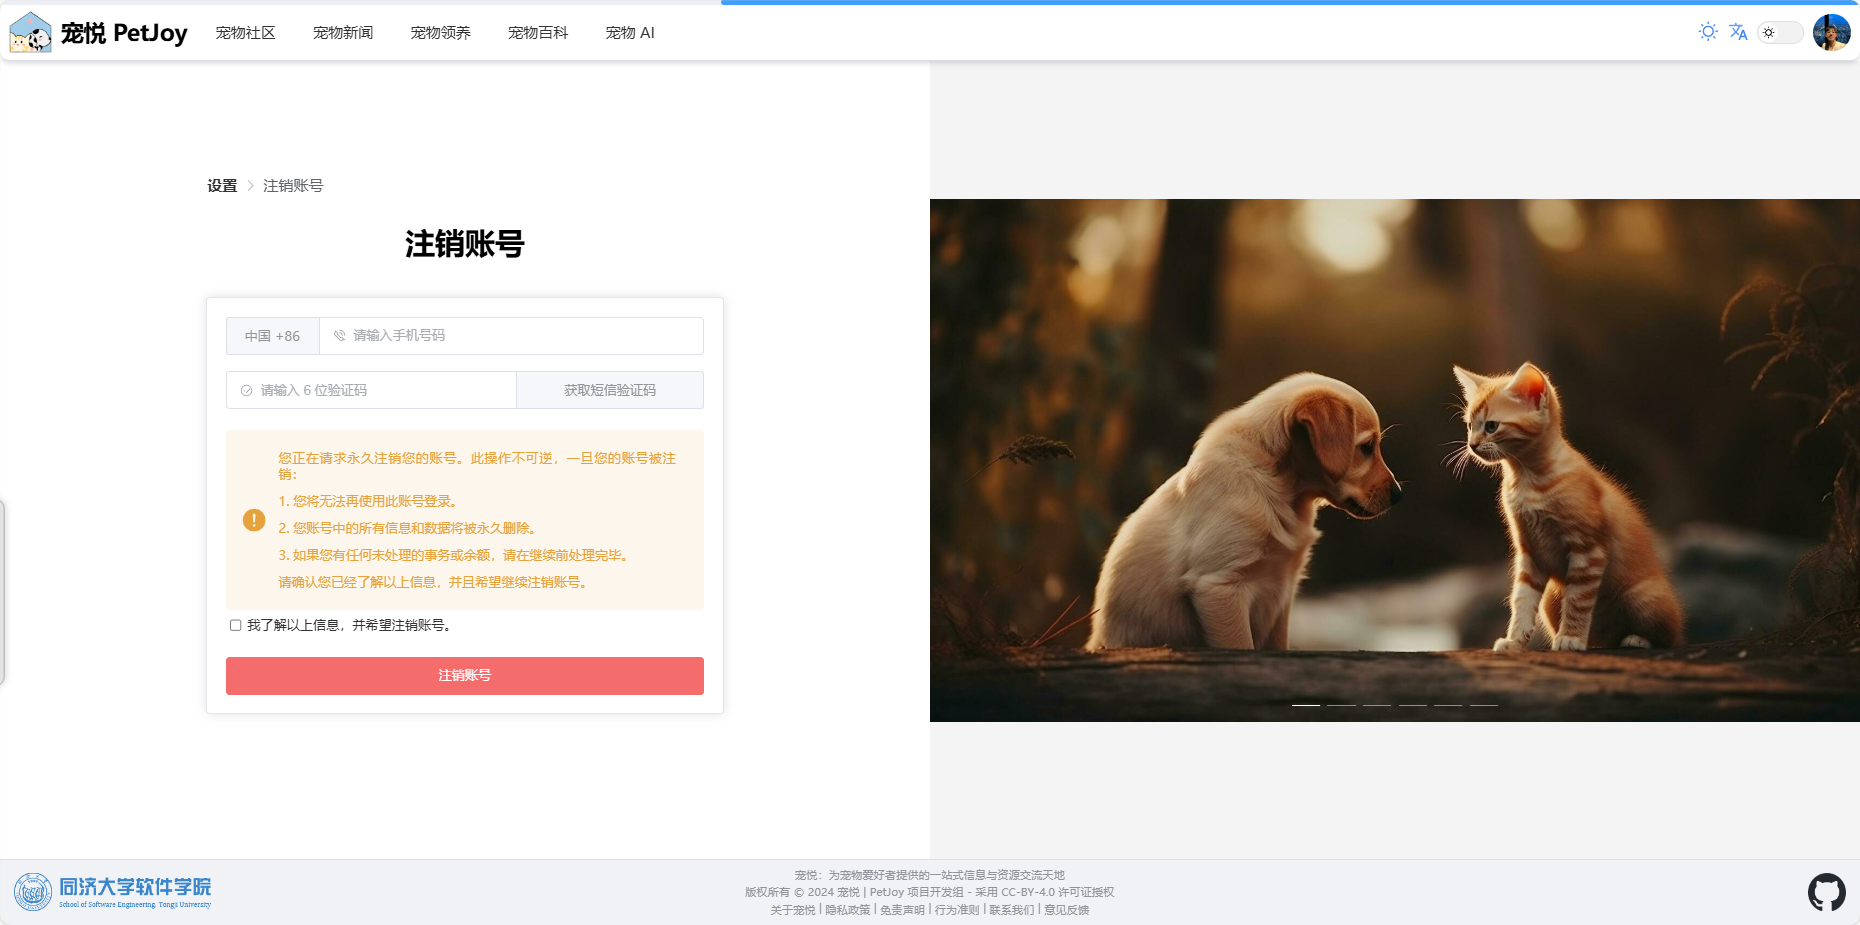 宠悦 PetJoy
宠物社区
宠物新闻
宠物领养
宠物百科
宠物 AI
设置 > 注销账号
注销账号
中国 +86
请输入手机号码
请输入 6 位验证码
获取短信验证码
您正在请求永久注销您的账号。此操作不可逆，一旦您的账号被注
销：
1. 您将无法再使用此账号登录。
2. 您账号中的所有信息和数据将被永久删除。
3. 如果您有任何未处理的事务或余额，请在继续前处理完毕。
请确认您已经了解以上信息，并且希望继续注销账号。
我了解以上信息，并希望注销账号。
注销账号
同济大学软件学院
School of Software Engineering, Tongji University
宠悦：为宠物爱好者提供的一站式信息与资源交流天地
版权所有 © 2024 宠悦 | PetJoy 项目开发组 - 采用 CC-BY-4.0 许可证授权
关于宠悦 | 隐私政策 | 免责声明 | 行为准则 | 联系我们 | 意见反馈